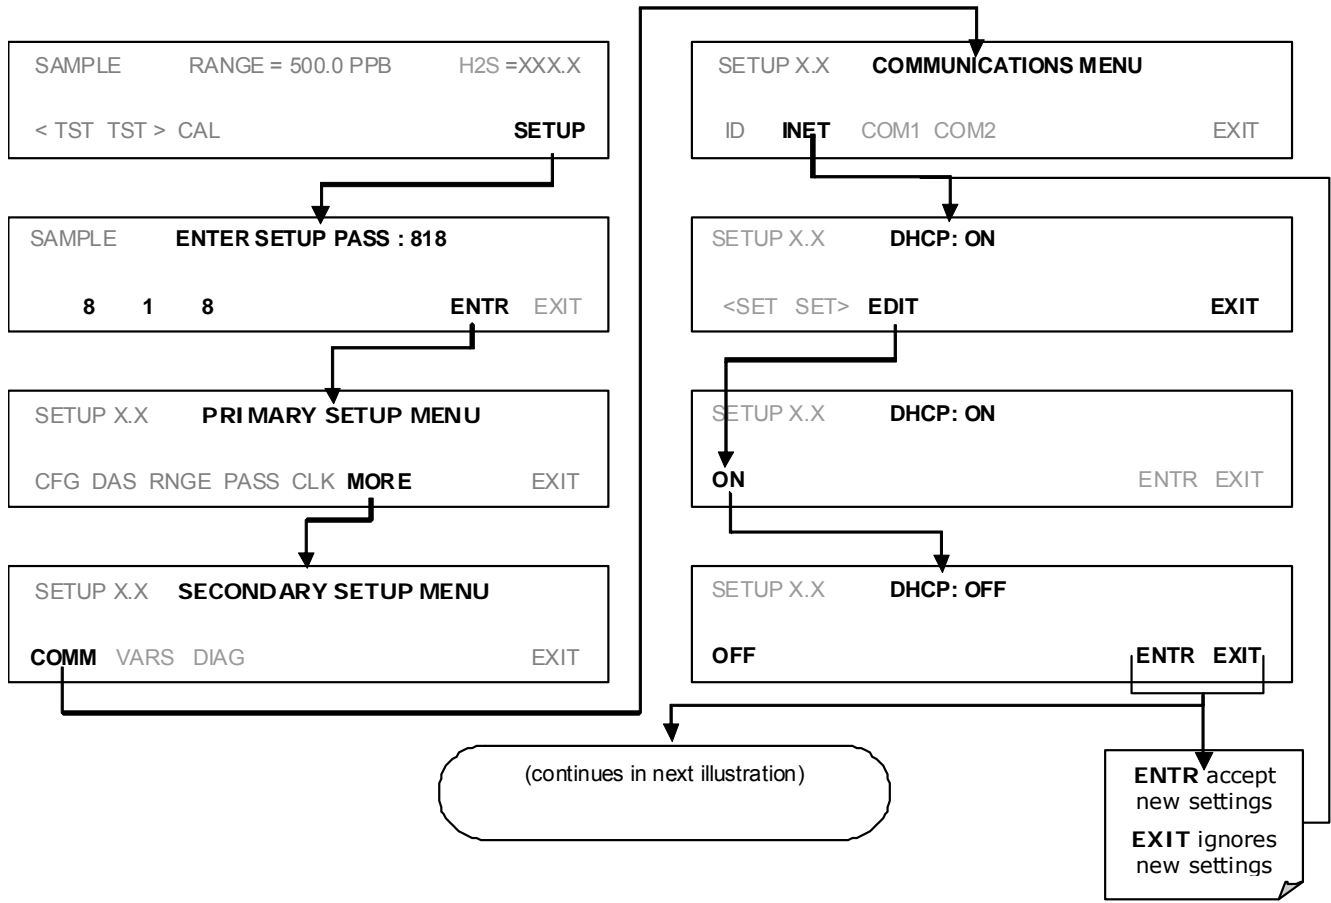 SAMPLE RANGE = 500.0 PPB H2S =XXX.X
< TST TST > CAL SETUP
SAMPLE ENTER SETUP PASS : 818
8 1 8 ENTR EXIT
SETUP X.X PRIMARY SETUP MENU
CFG DAS RNGE PASS CLK MORE EXIT
SETUP X.X SECONDARY SETUP MENU
COMM VARS DIAG EXIT
SETUP X.X COMMUNICATIONS MENU
ID INET COM1 COM2 EXIT
SETUP X.X DHCP: ON
<SET SET> EDIT EXIT
SETUP X.X DHCP: ON
ON ENTR EXIT
SETUP X.X DHCP: OFF
OFF ENTR EXIT
(continues in next illustration)
ENTR accept
new settings
EXIT ignores
new settings